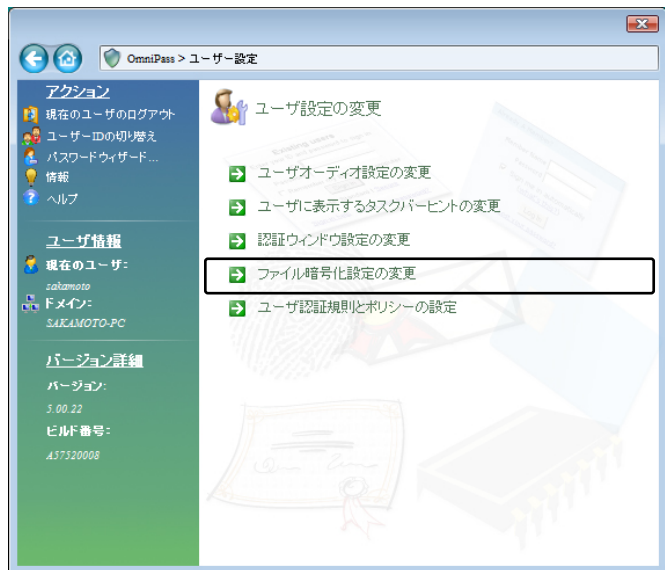 OmniPass > ユーザー設定
アクション
現在のユーザのログアウト
ユーザーIDの切り替え
パスワードウィザード...
情報
ヘルプ
ユーザ情報
現在のユーザ:
sakamoto
ドメイン:
SAKAMOTO-PC
バージョン詳細
バージョン:
5.00.22
ビルド番号:
A57520008
ユーザ設定の変更
ユーザオーディオ設定の変更
ユーザに表示するタスクバーヒントの変更
認証ウィンドウ設定の変更
ファイル暗号化設定の変更
ユーザ認証規則とポリシーの設定